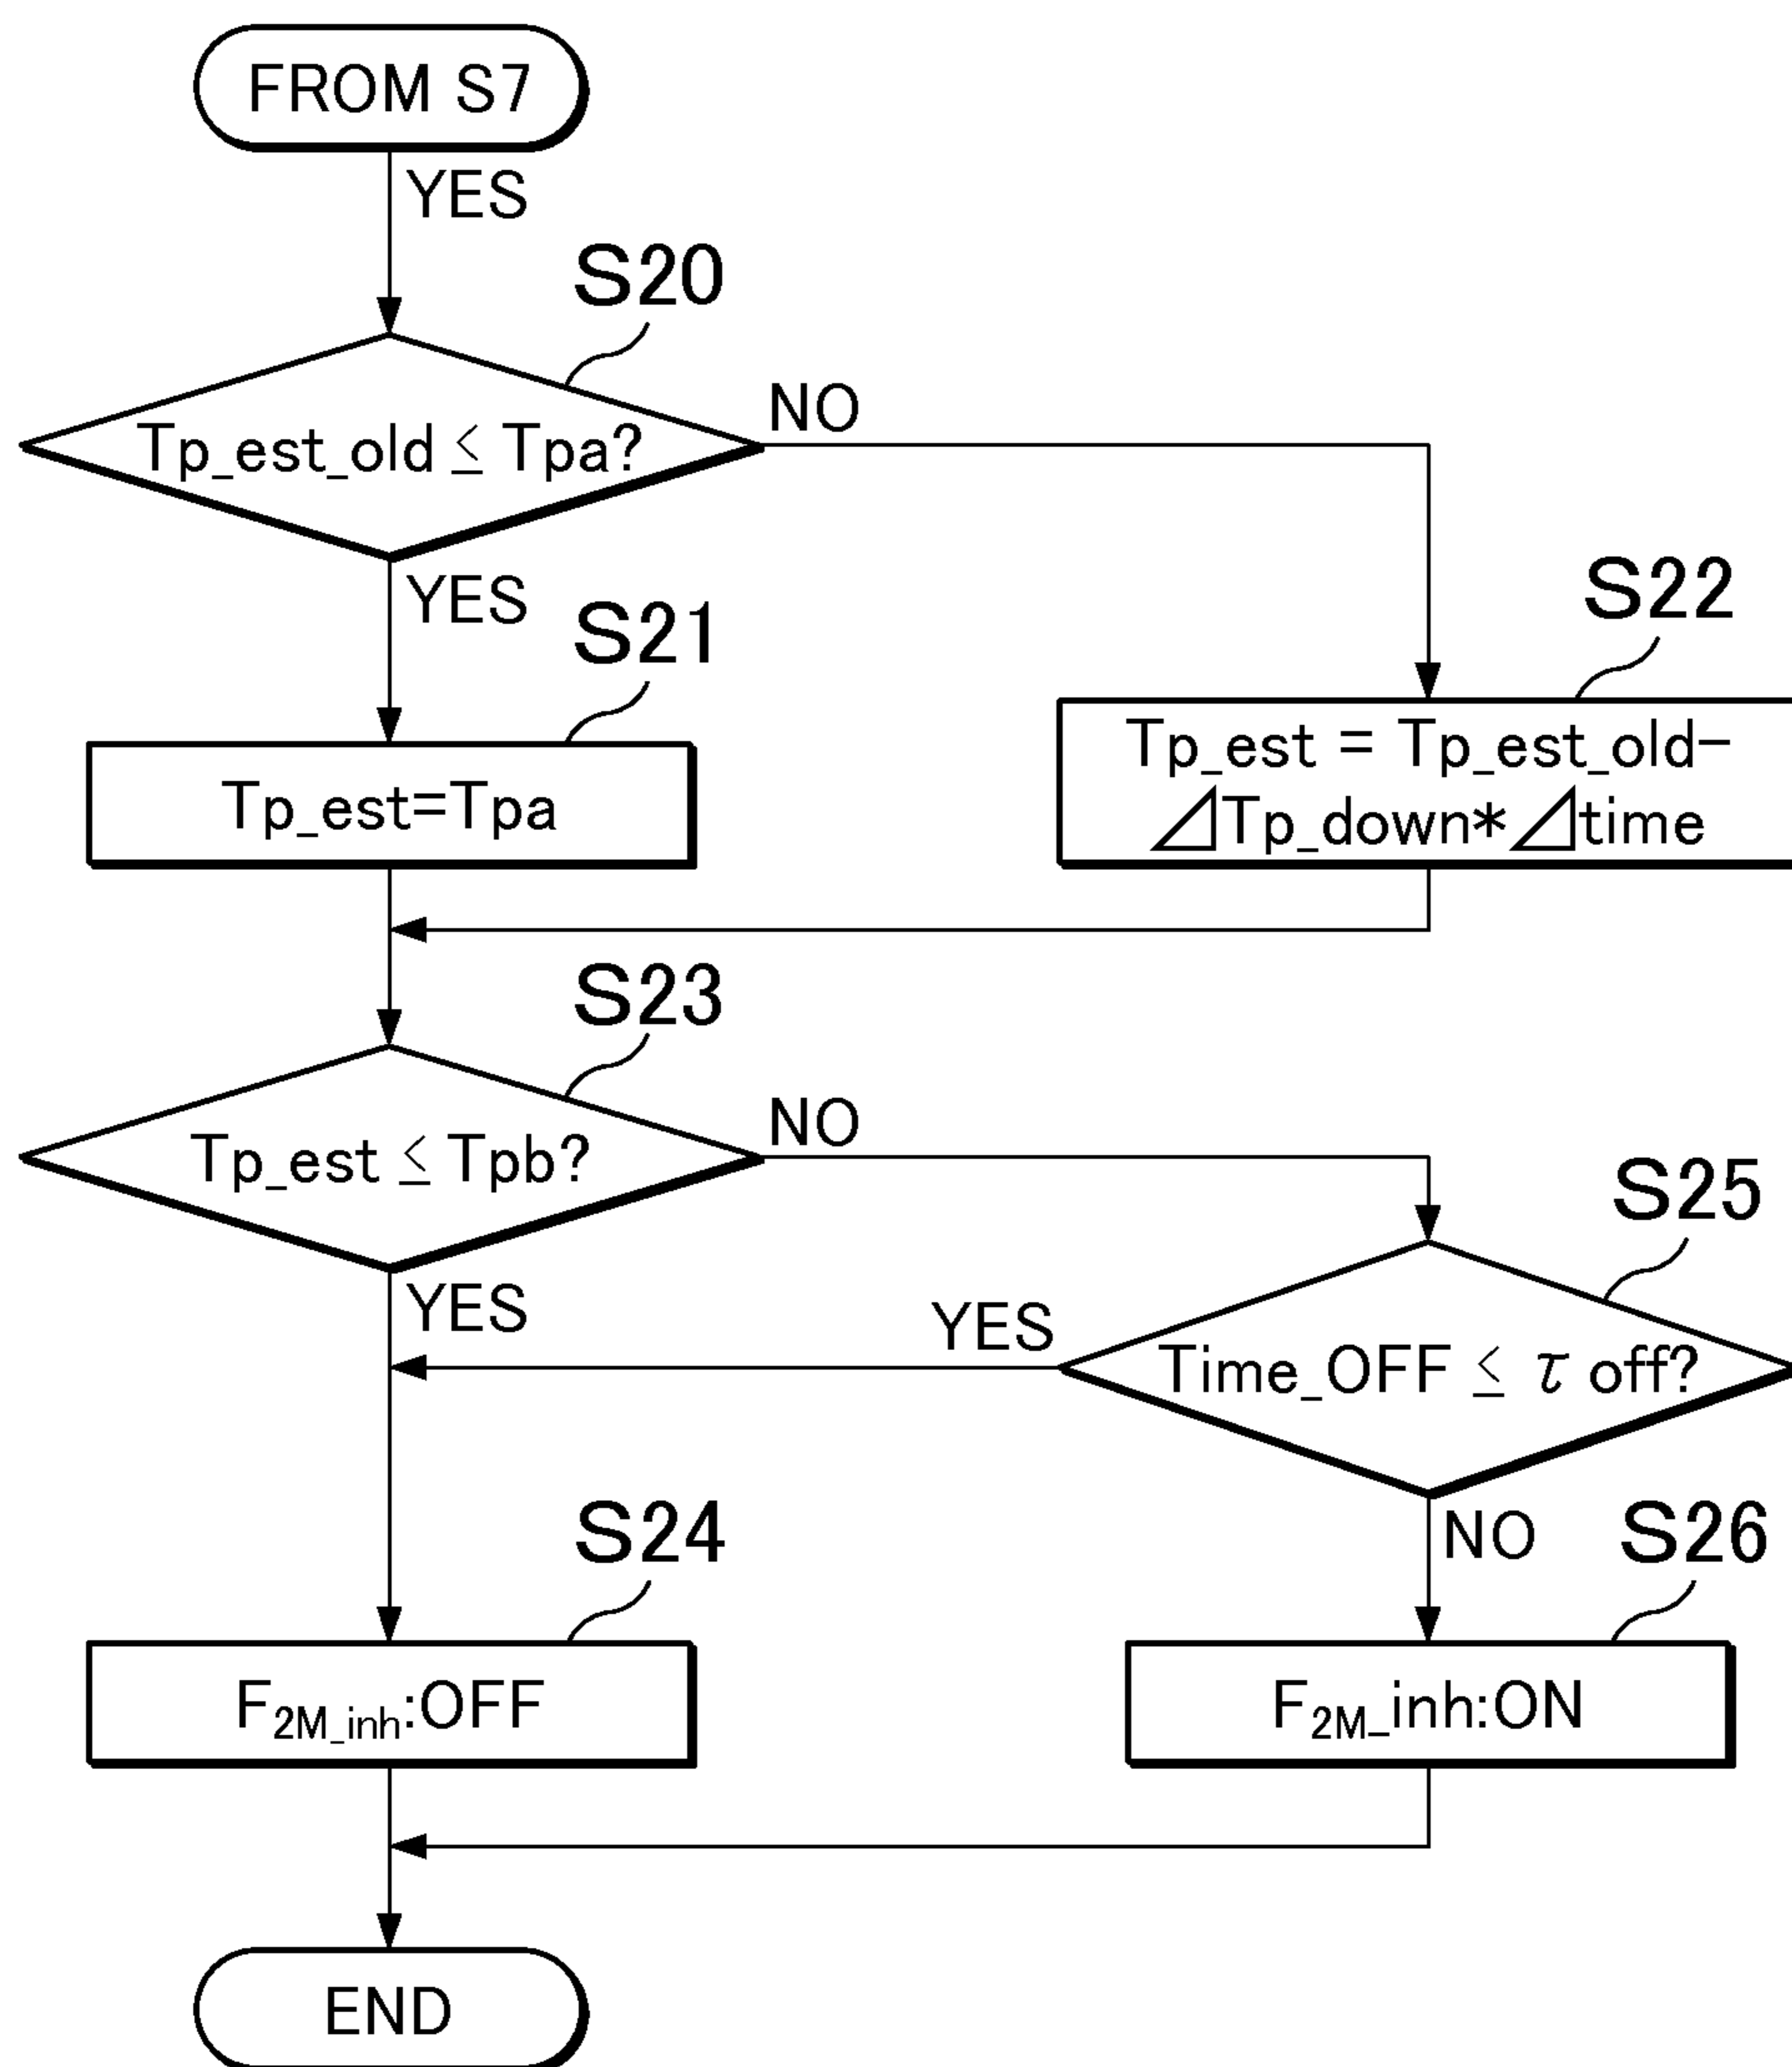 FROM S7
YES
S20
Tp_est_old ≤ Tpa?
NO
YES
S21
Tp_est=Tpa
S22
Tp_est = Tp_est_old−
⊿Tp_down*⊿time
S23
Tp_est ≤ Tpb?
NO
YES
S25
Time_OFF ≤ τ off?
YES
NO
S24
F2M_inh:OFF
S26
F2M_inh:ON
END